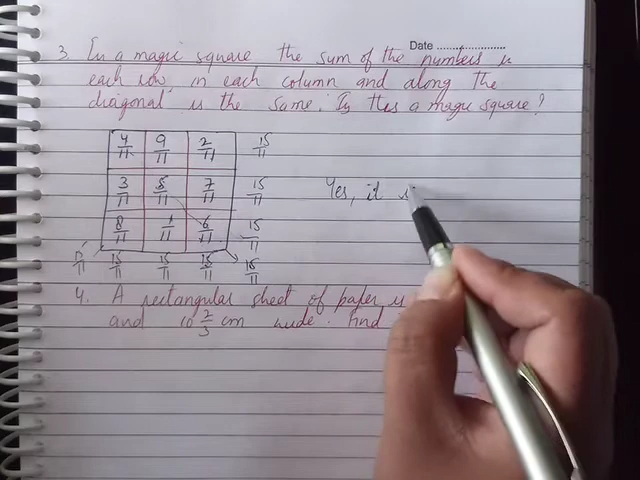 Date ........................
3. In a magic square the sum of the numbers in
each row, in each column and along the
diagonal is the same. Is this a magic square?
4/11 9/11 2/11 15/11
3/11 5/11 7/11 15/11
Yes, it
8/11 1/11 6/11 15/11
15/11 15/11 15/11 15/11 15/11
4. A rectangular sheet of paper is
and 10 2/3 cm wide. Find